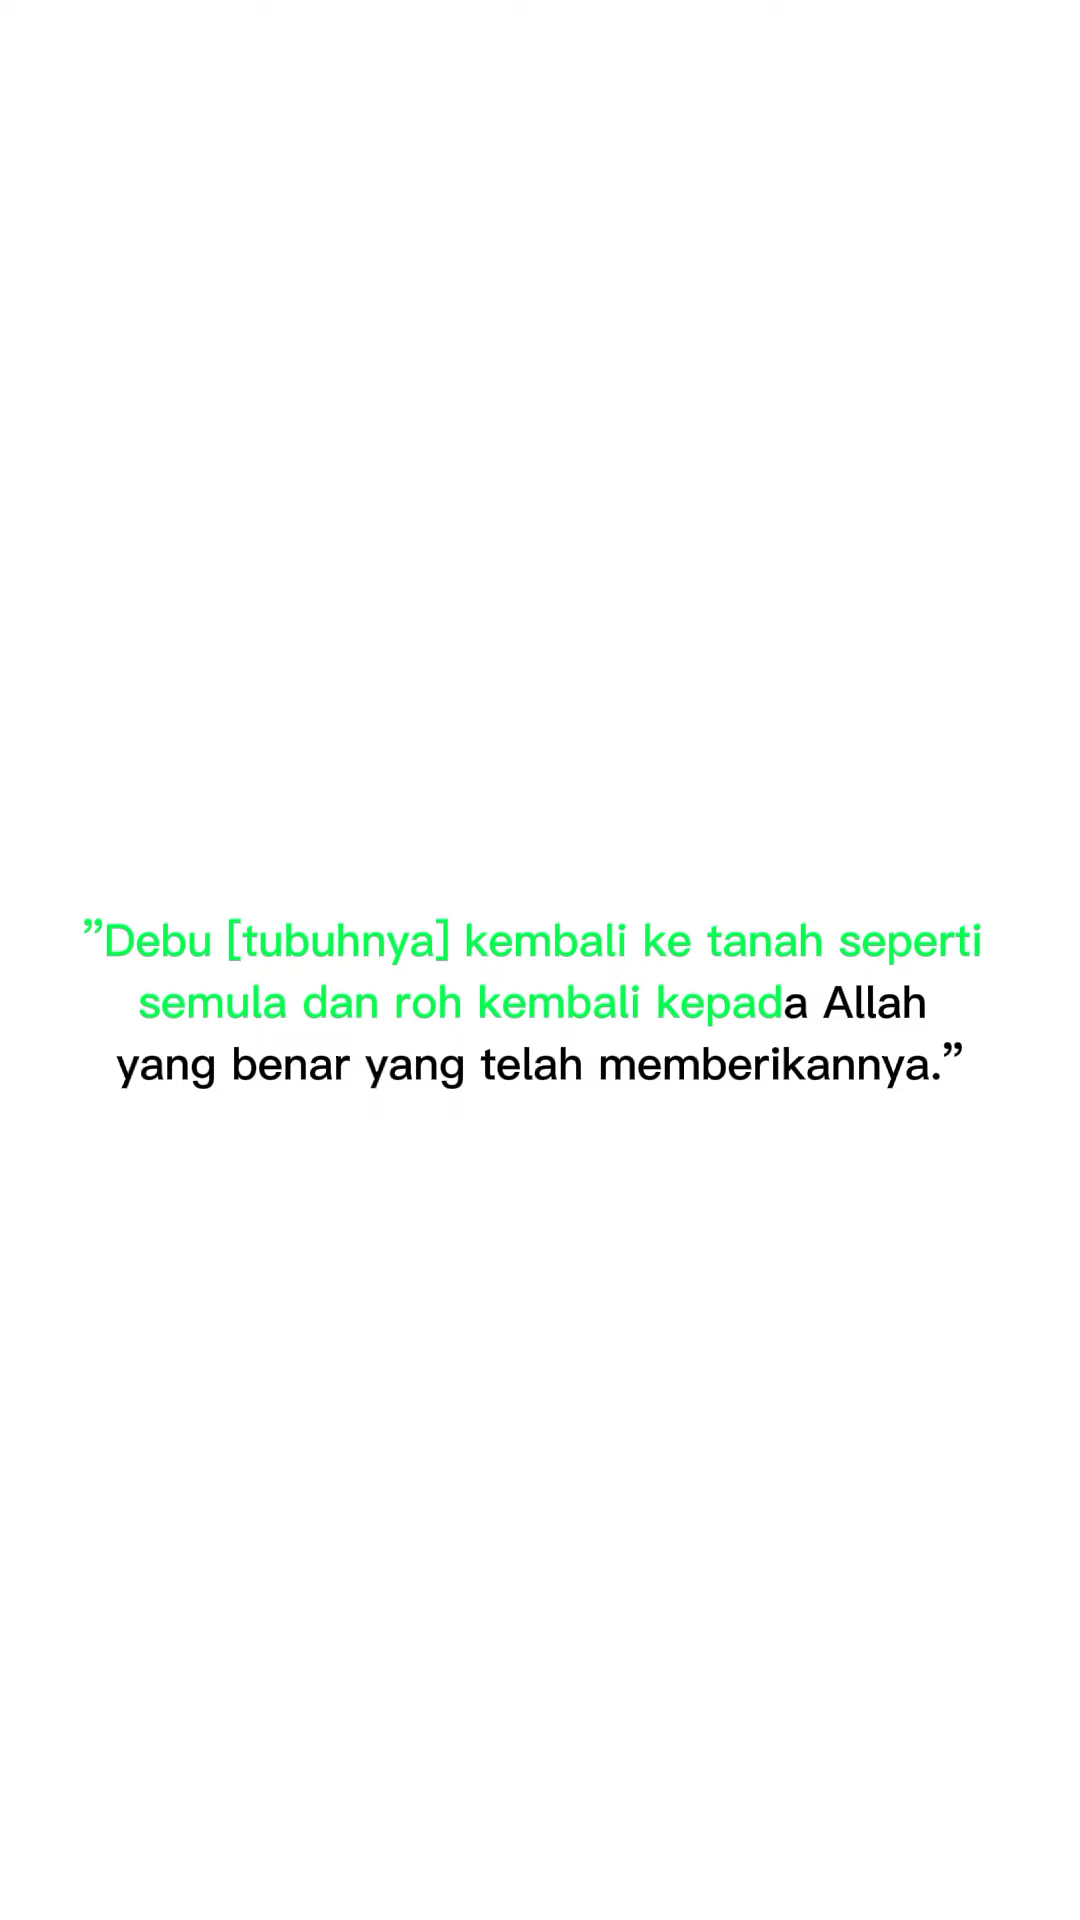 ”Debu [tubuhnya] kembali ke tanah seperti
semula dan roh kembali kepada Allah
yang benar yang telah memberikannya.”